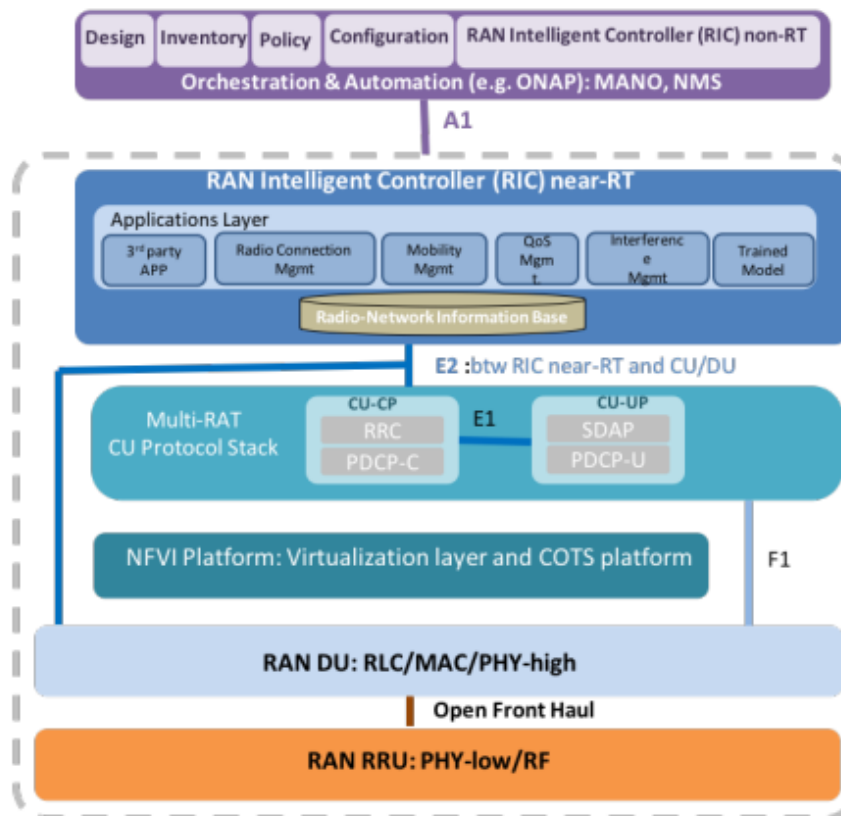 Design Inventory Policy Configuration RAN Intelligent Controller (RIC) non-RT
Orchestration & Automation (e.g. ONAP): MANO, NMS
A1
RAN Intelligent Controller (RIC) near-RT
Applications Layer
3rd party
APP
Radio Connection
Mgmt
Mobility
Mgmt
QoS
Mgm
t.
Interferenc
e
Mgmt
Trained
Model
Radio-Network Information Base
E2 :btw RIC near-RT and CU/DU
Multi-RAT
CU Protocol Stack
CU-CP
RRC
PDCP-C
E1
CU-UP
SDAP
PDCP-U
NFVI Platform: Virtualization layer and COTS platform
F1
RAN DU: RLC/MAC/PHY-high
Open Front Haul
RAN RRU: PHY-low/RF